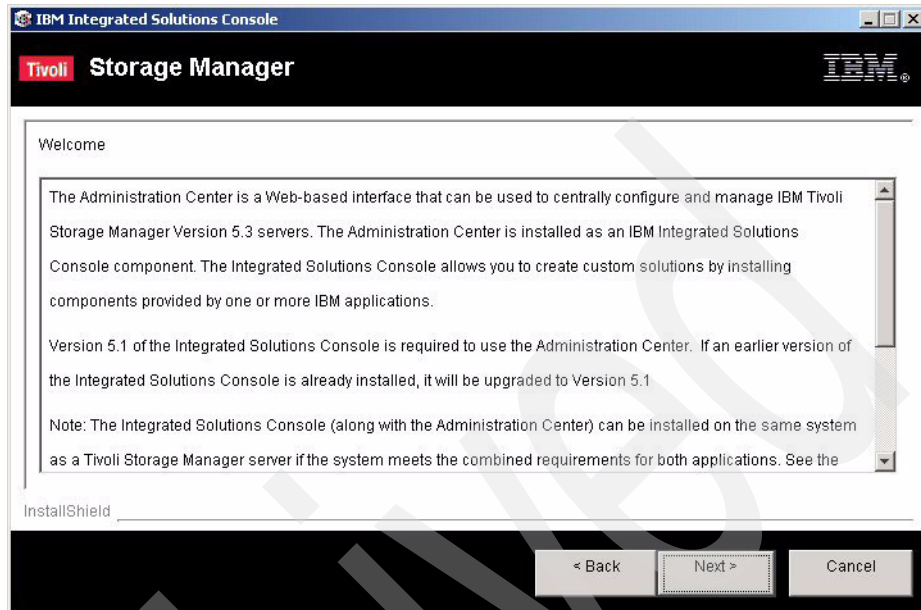 IBM Integrated Solutions Console
Tivoli Storage Manager
IBM
Welcome
The Administration Center is a Web-based interface that can be used to centrally configure and manage IBM Tivoli
Storage Manager Version 5.3 servers. The Administration Center is installed as an IBM Integrated Solutions
Console component. The Integrated Solutions Console allows you to create custom solutions by installing
components provided by one or more IBM applications.
Version 5.1 of the Integrated Solutions Console is required to use the Administration Center. If an earlier version of
the Integrated Solutions Console is already installed, it will be upgraded to Version 5.1
Note: The Integrated Solutions Console (along with the Administration Center) can be installed on the same system
as a Tivoli Storage Manager server if the system meets the combined requirements for both applications. See the
InstallShield
< Back Next > Cancel